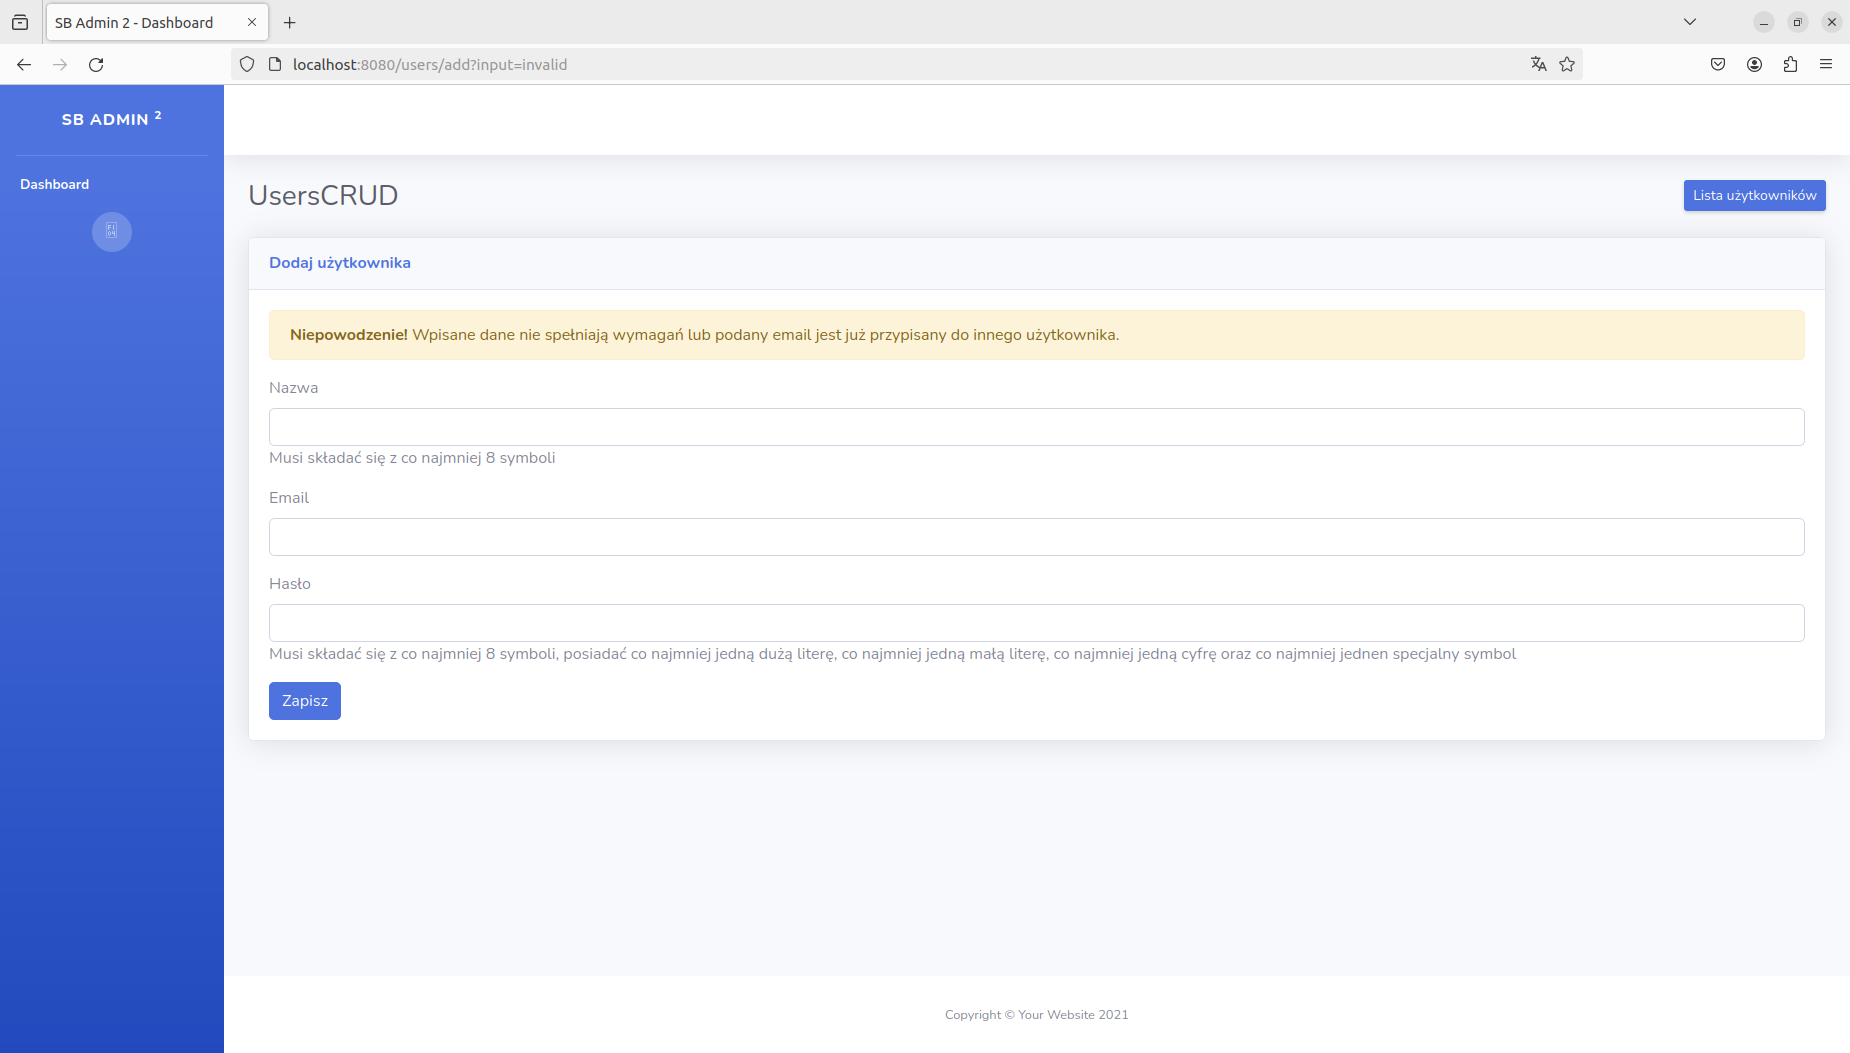 SB Admin 2 - Dashboard
localhost:8080/users/add?input=invalid
SB ADMIN 2
Dashboard
UsersCRUD
Lista użytkowników
Dodaj użytkownika
Niepowodzenie! Wpisane dane nie spełniają wymagań lub podany email jest już przypisany do innego użytkownika.
Nazwa
Musi składać się z co najmniej 8 symboli
Email
Hasło
Musi składać się z co najmniej 8 symboli, posiadać co najmniej jedną dużą literę, co najmniej jedną małą literę, co najmniej jedną cyfrę oraz co najmniej jednen specjalny symbol
Zapisz
Copyright © Your Website 2021